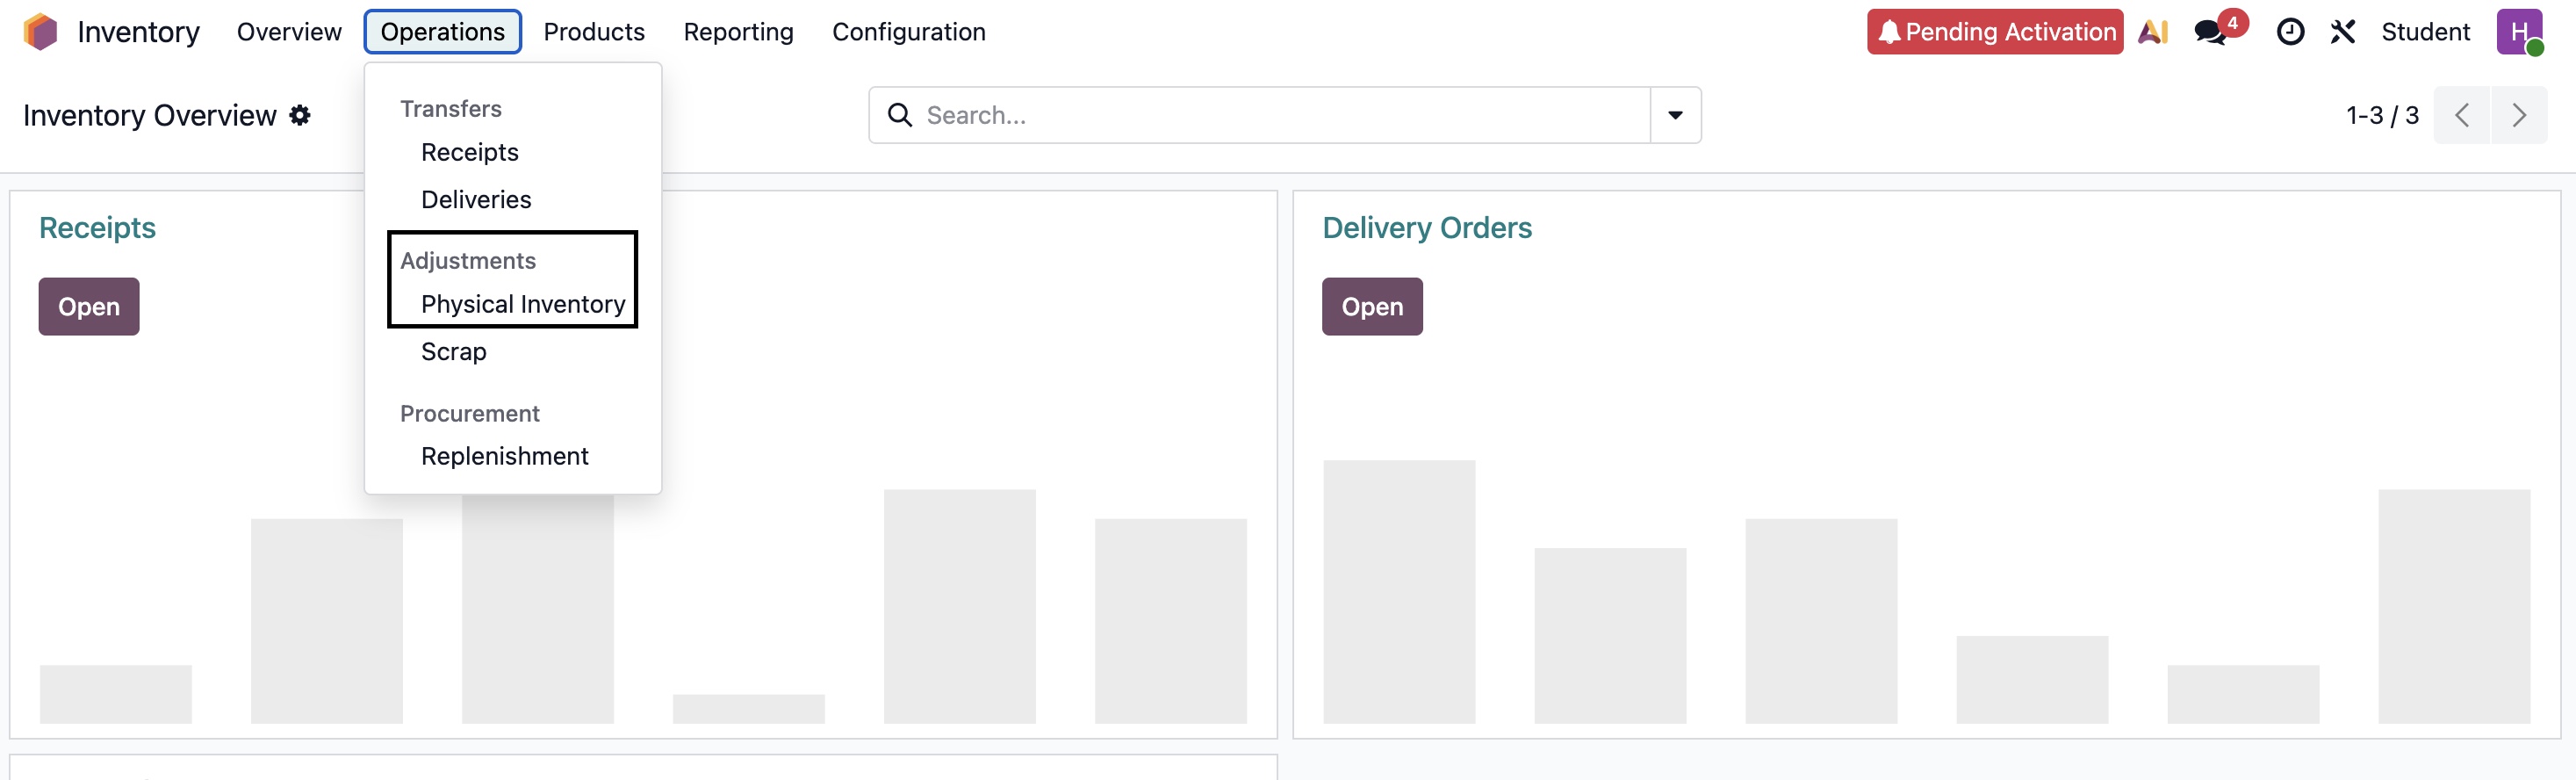 Inventory Overview Operations Products Reporting Configuration Pending Activation AI 4 Student H
Inventory Overview Search... 1-3 / 3
Transfers
Receipts
Deliveries
Adjustments
Physical Inventory
Scrap
Procurement
Replenishment
Receipts
Open
Delivery Orders
Open